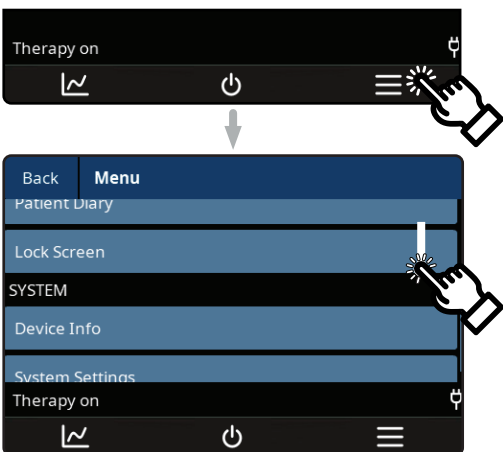 Therapy on
Back Menu
Patient Diary
Lock Screen
SYSTEM
Device Info
System Settings
Therapy on